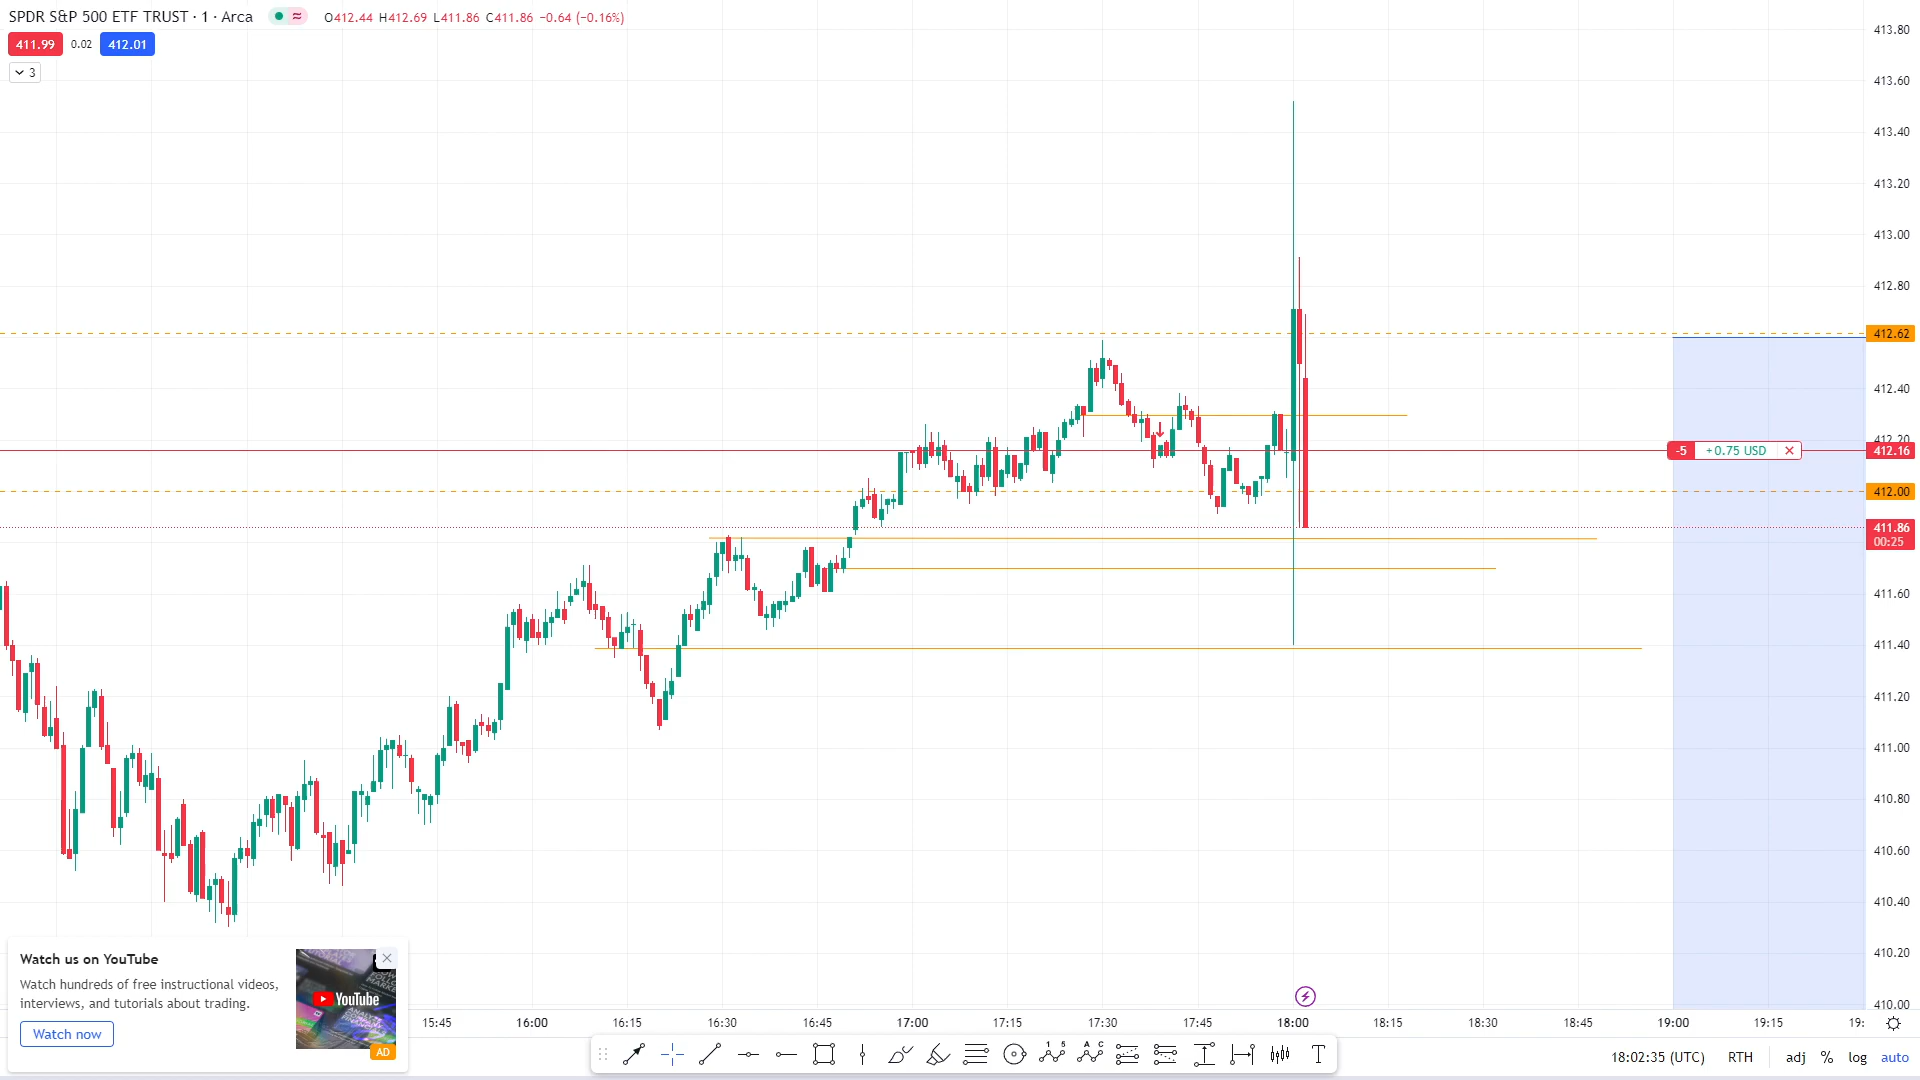 SPDR S&P 500 ETF TRUST · 1 · Arca O412.44 H412.69 L411.86 C411.86 −0.64 (−0.16%)
411.99 0.02 412.01
3
413.80
413.60
413.40
413.20
413.00
412.80
412.62
412.40
412.20
-5 +0.75 USD 412.16
412.00
411.86
00:25
411.60
411.40
411.20
411.00
410.80
410.60
410.40
410.20
410.00
Watch us on YouTube
Watch hundreds of free instructional videos,
interviews, and tutorials about trading.
Watch now
YouTube
AD
15:45 16:00 16:15 16:30 16:45 17:00 17:15 17:30 17:45 18:00 18:15 18:30 18:45 19:00 19:15 19:
1 5 A C T
18:02:35 (UTC) RTH adj % log auto